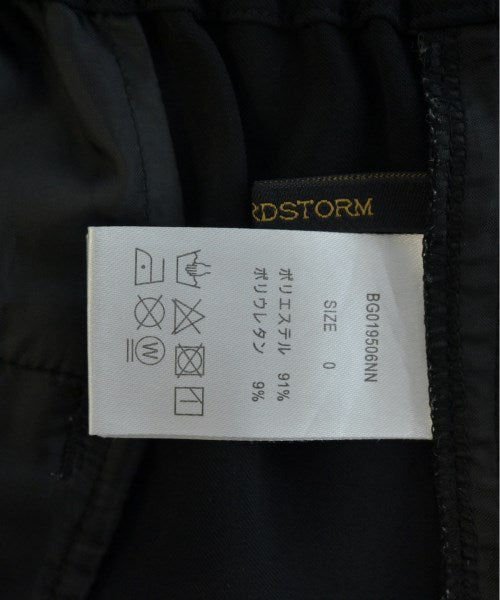 RDSTORM
BG019506NN
SIZE 0
ポリエステル 91%
ポリウレタン 9%
W